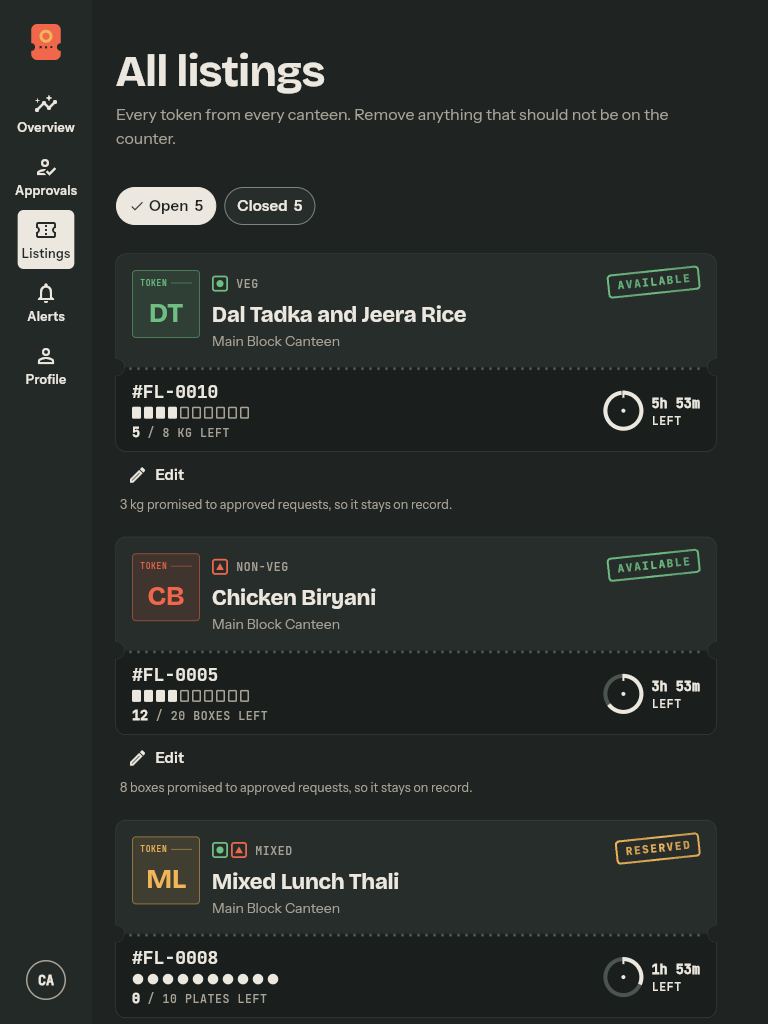 All listings
Every token from every canteen. Remove anything that should not be on the
counter.
Overview
Approvals
Listings
Alerts
Profile
CA
Open 5
Closed 5
TOKEN
DT
VEG
Dal Tadka and Jeera Rice
Main Block Canteen
AVAILABLE
#FL-0010
5 / 8 KG LEFT
5h 53m
LEFT
Edit
3 kg promised to approved requests, so it stays on record.
TOKEN
CB
NON-VEG
Chicken Biryani
Main Block Canteen
AVAILABLE
#FL-0005
12 / 20 BOXES LEFT
3h 53m
LEFT
Edit
8 boxes promised to approved requests, so it stays on record.
TOKEN
ML
MIXED
Mixed Lunch Thali
Main Block Canteen
RESERVED
#FL-0008
0 / 10 PLATES LEFT
1h 53m
LEFT